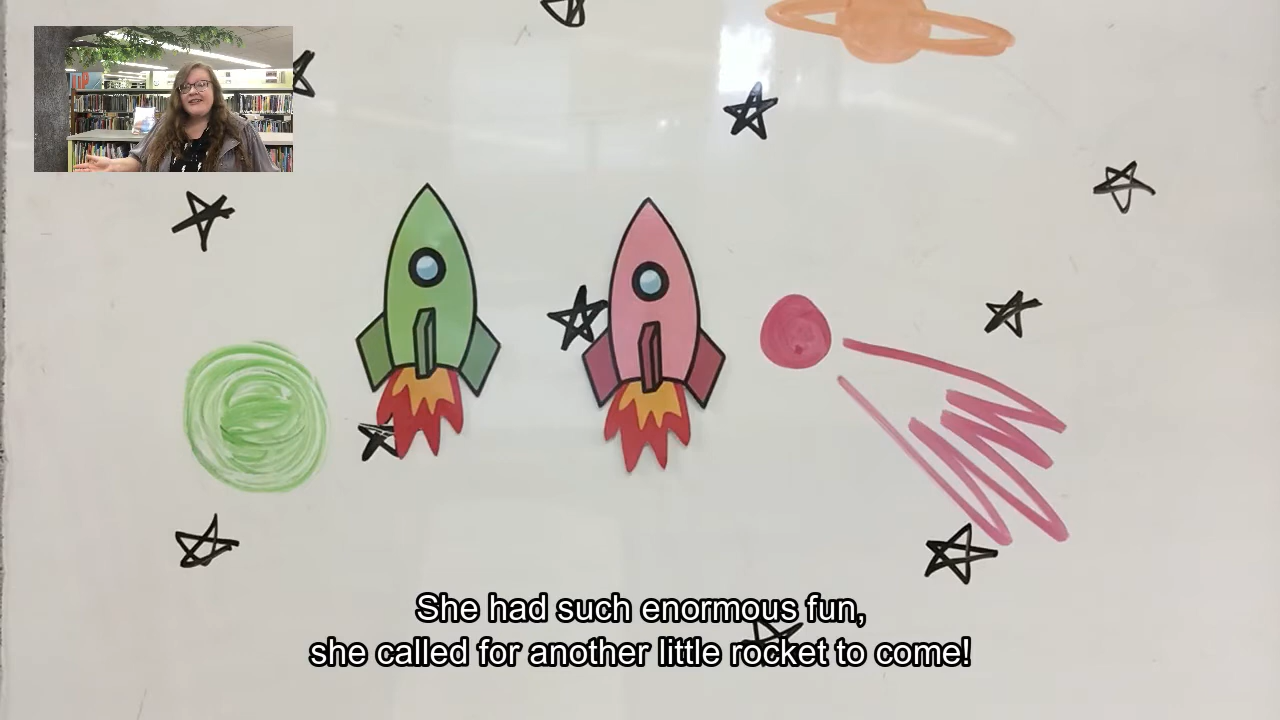 She had such enormous fun,
she called for another little rocket to come!